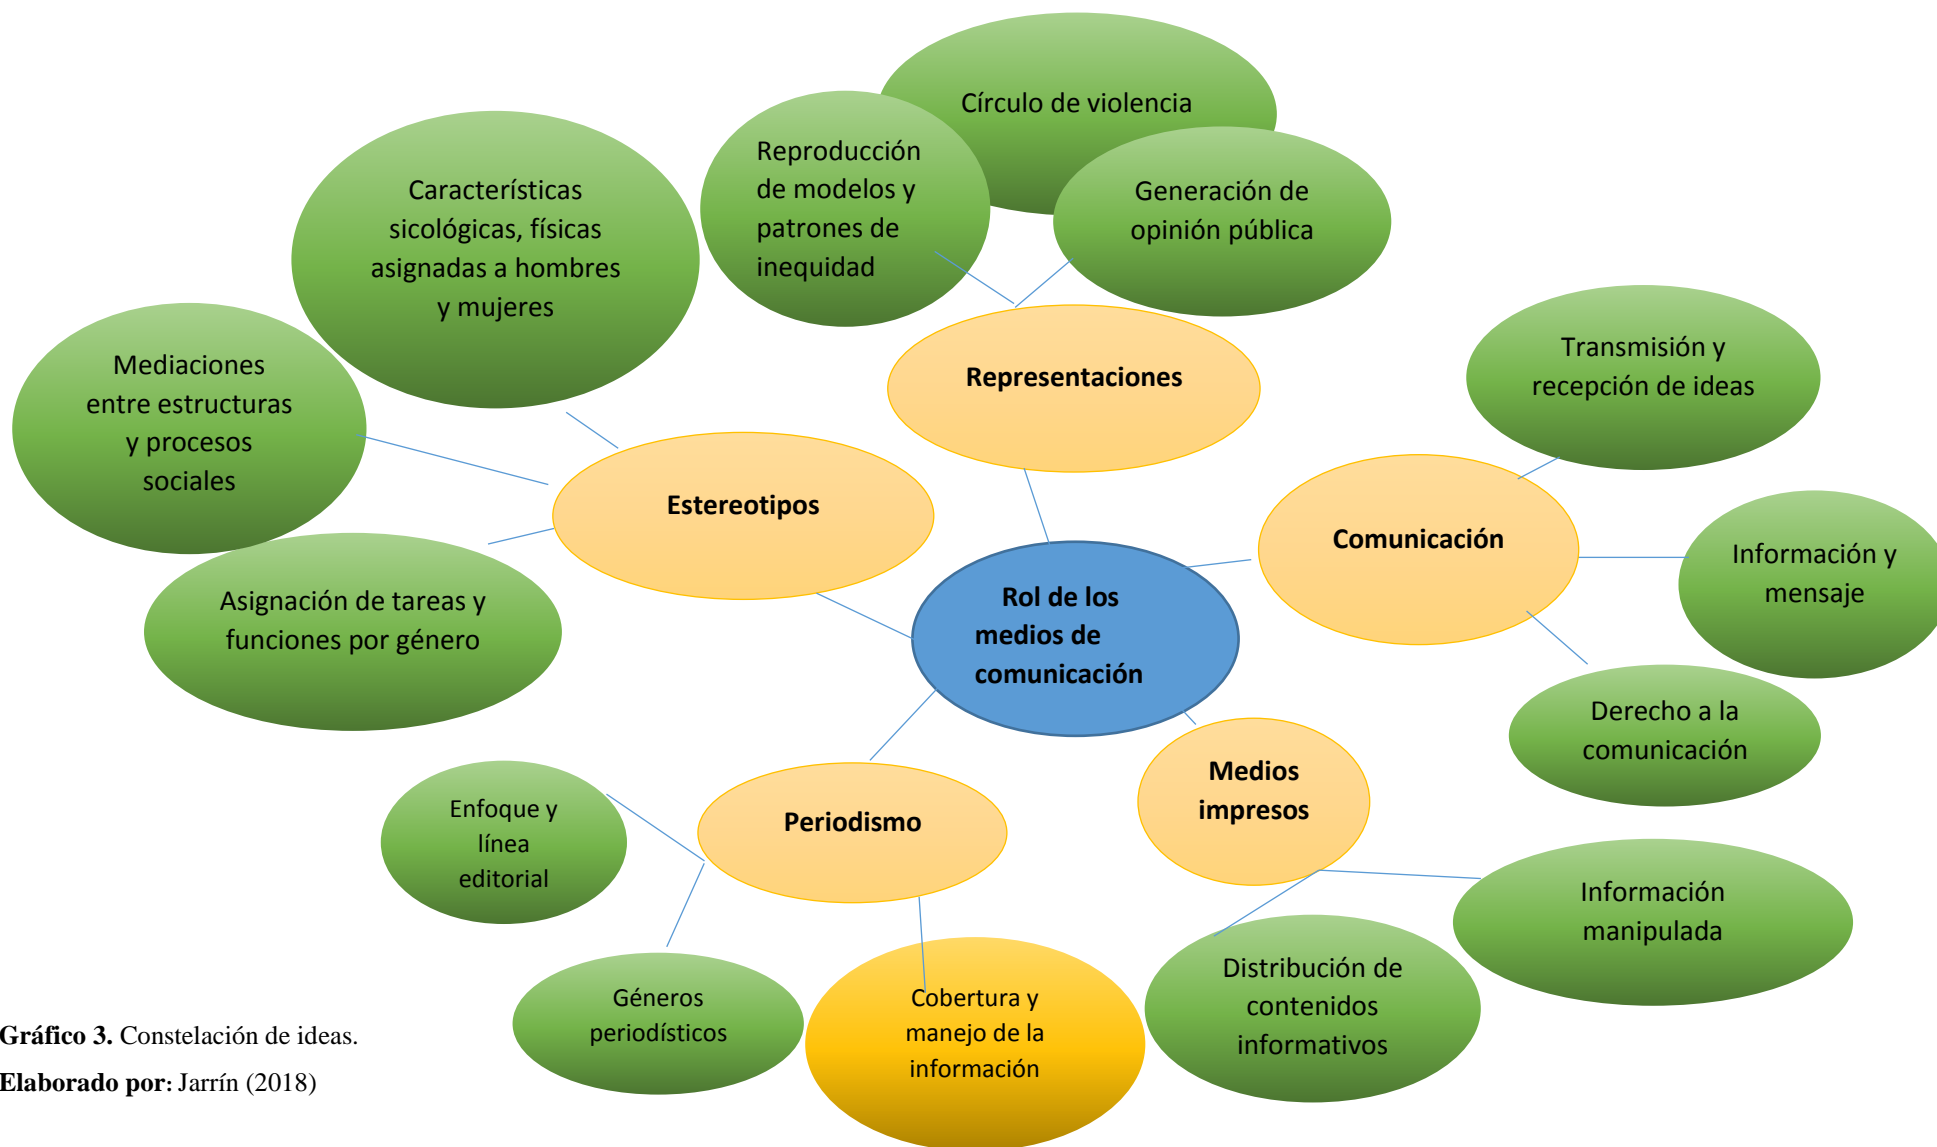 Círculo de violencia
Reproducción
de modelos y
patrones de
inequidad
Generación de
opinión pública
Características
sicológicas, físicas
asignadas a hombres
y mujeres
Mediaciones
entre estructuras
y procesos
sociales
Asignación de tareas y
funciones por género
Representaciones
Estereotipos
Transmisión y
recepción de ideas
Comunicación
Información y
mensaje
Derecho a la
comunicación
Rol de los
medios de
comunicación
Medios
impresos
Periodismo
Enfoque y
línea
editorial
Géneros
periodísticos
Cobertura y
manejo de la
información
Distribución de
contenidos
informativos
Información
manipulada
Gráfico 3. Constelación de ideas.
Elaborado por: Jarrín (2018)